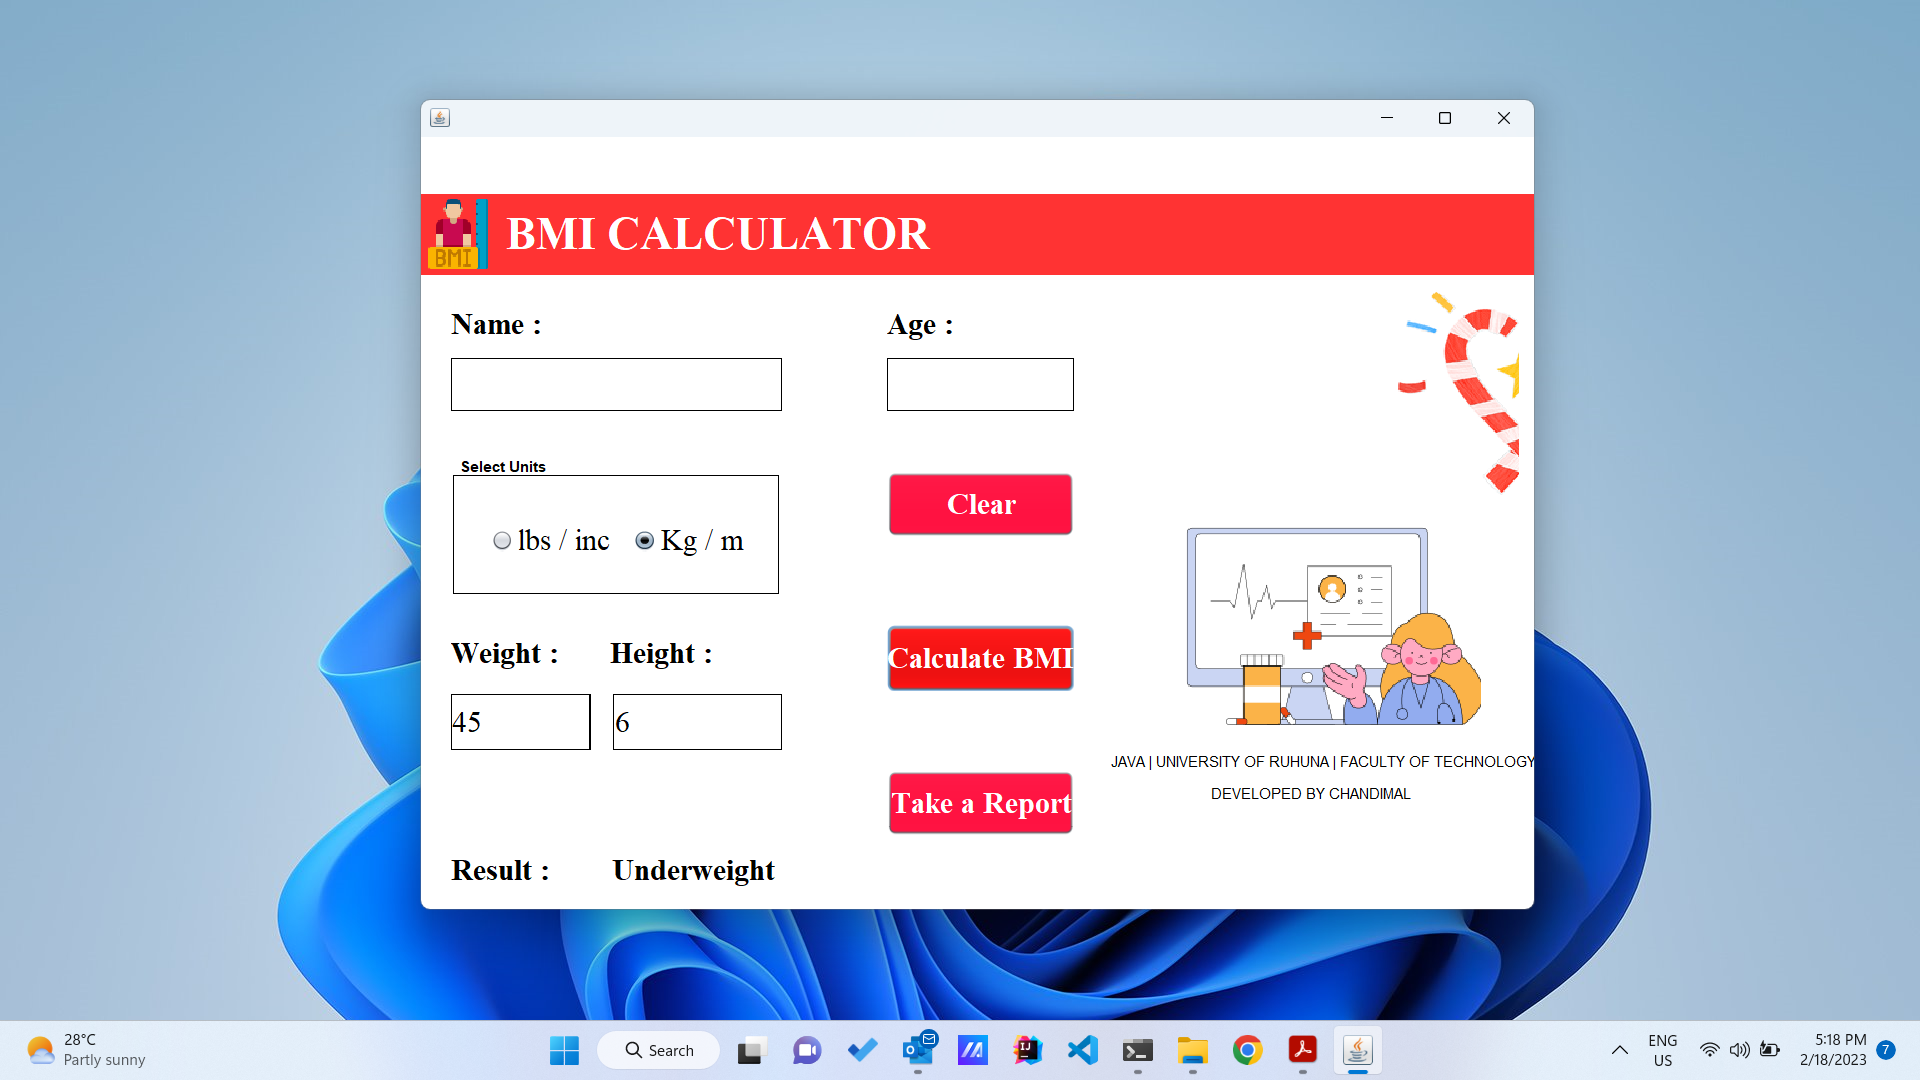 BMI
BMI CALCULATOR
Name :
Age :
Select Units
lbs / inc
Kg / m
Clear
Weight :
Height :
Calculate BMI
45
6
JAVA | UNIVERSITY OF RUHUNA | FACULTY OF TECHNOLOGY
DEVELOPED BY CHANDIMAL
Take a Report
Result :
Underweight
28°C
Partly sunny
Search
IJ
ENG
US
5:18 PM
2/18/2023
7